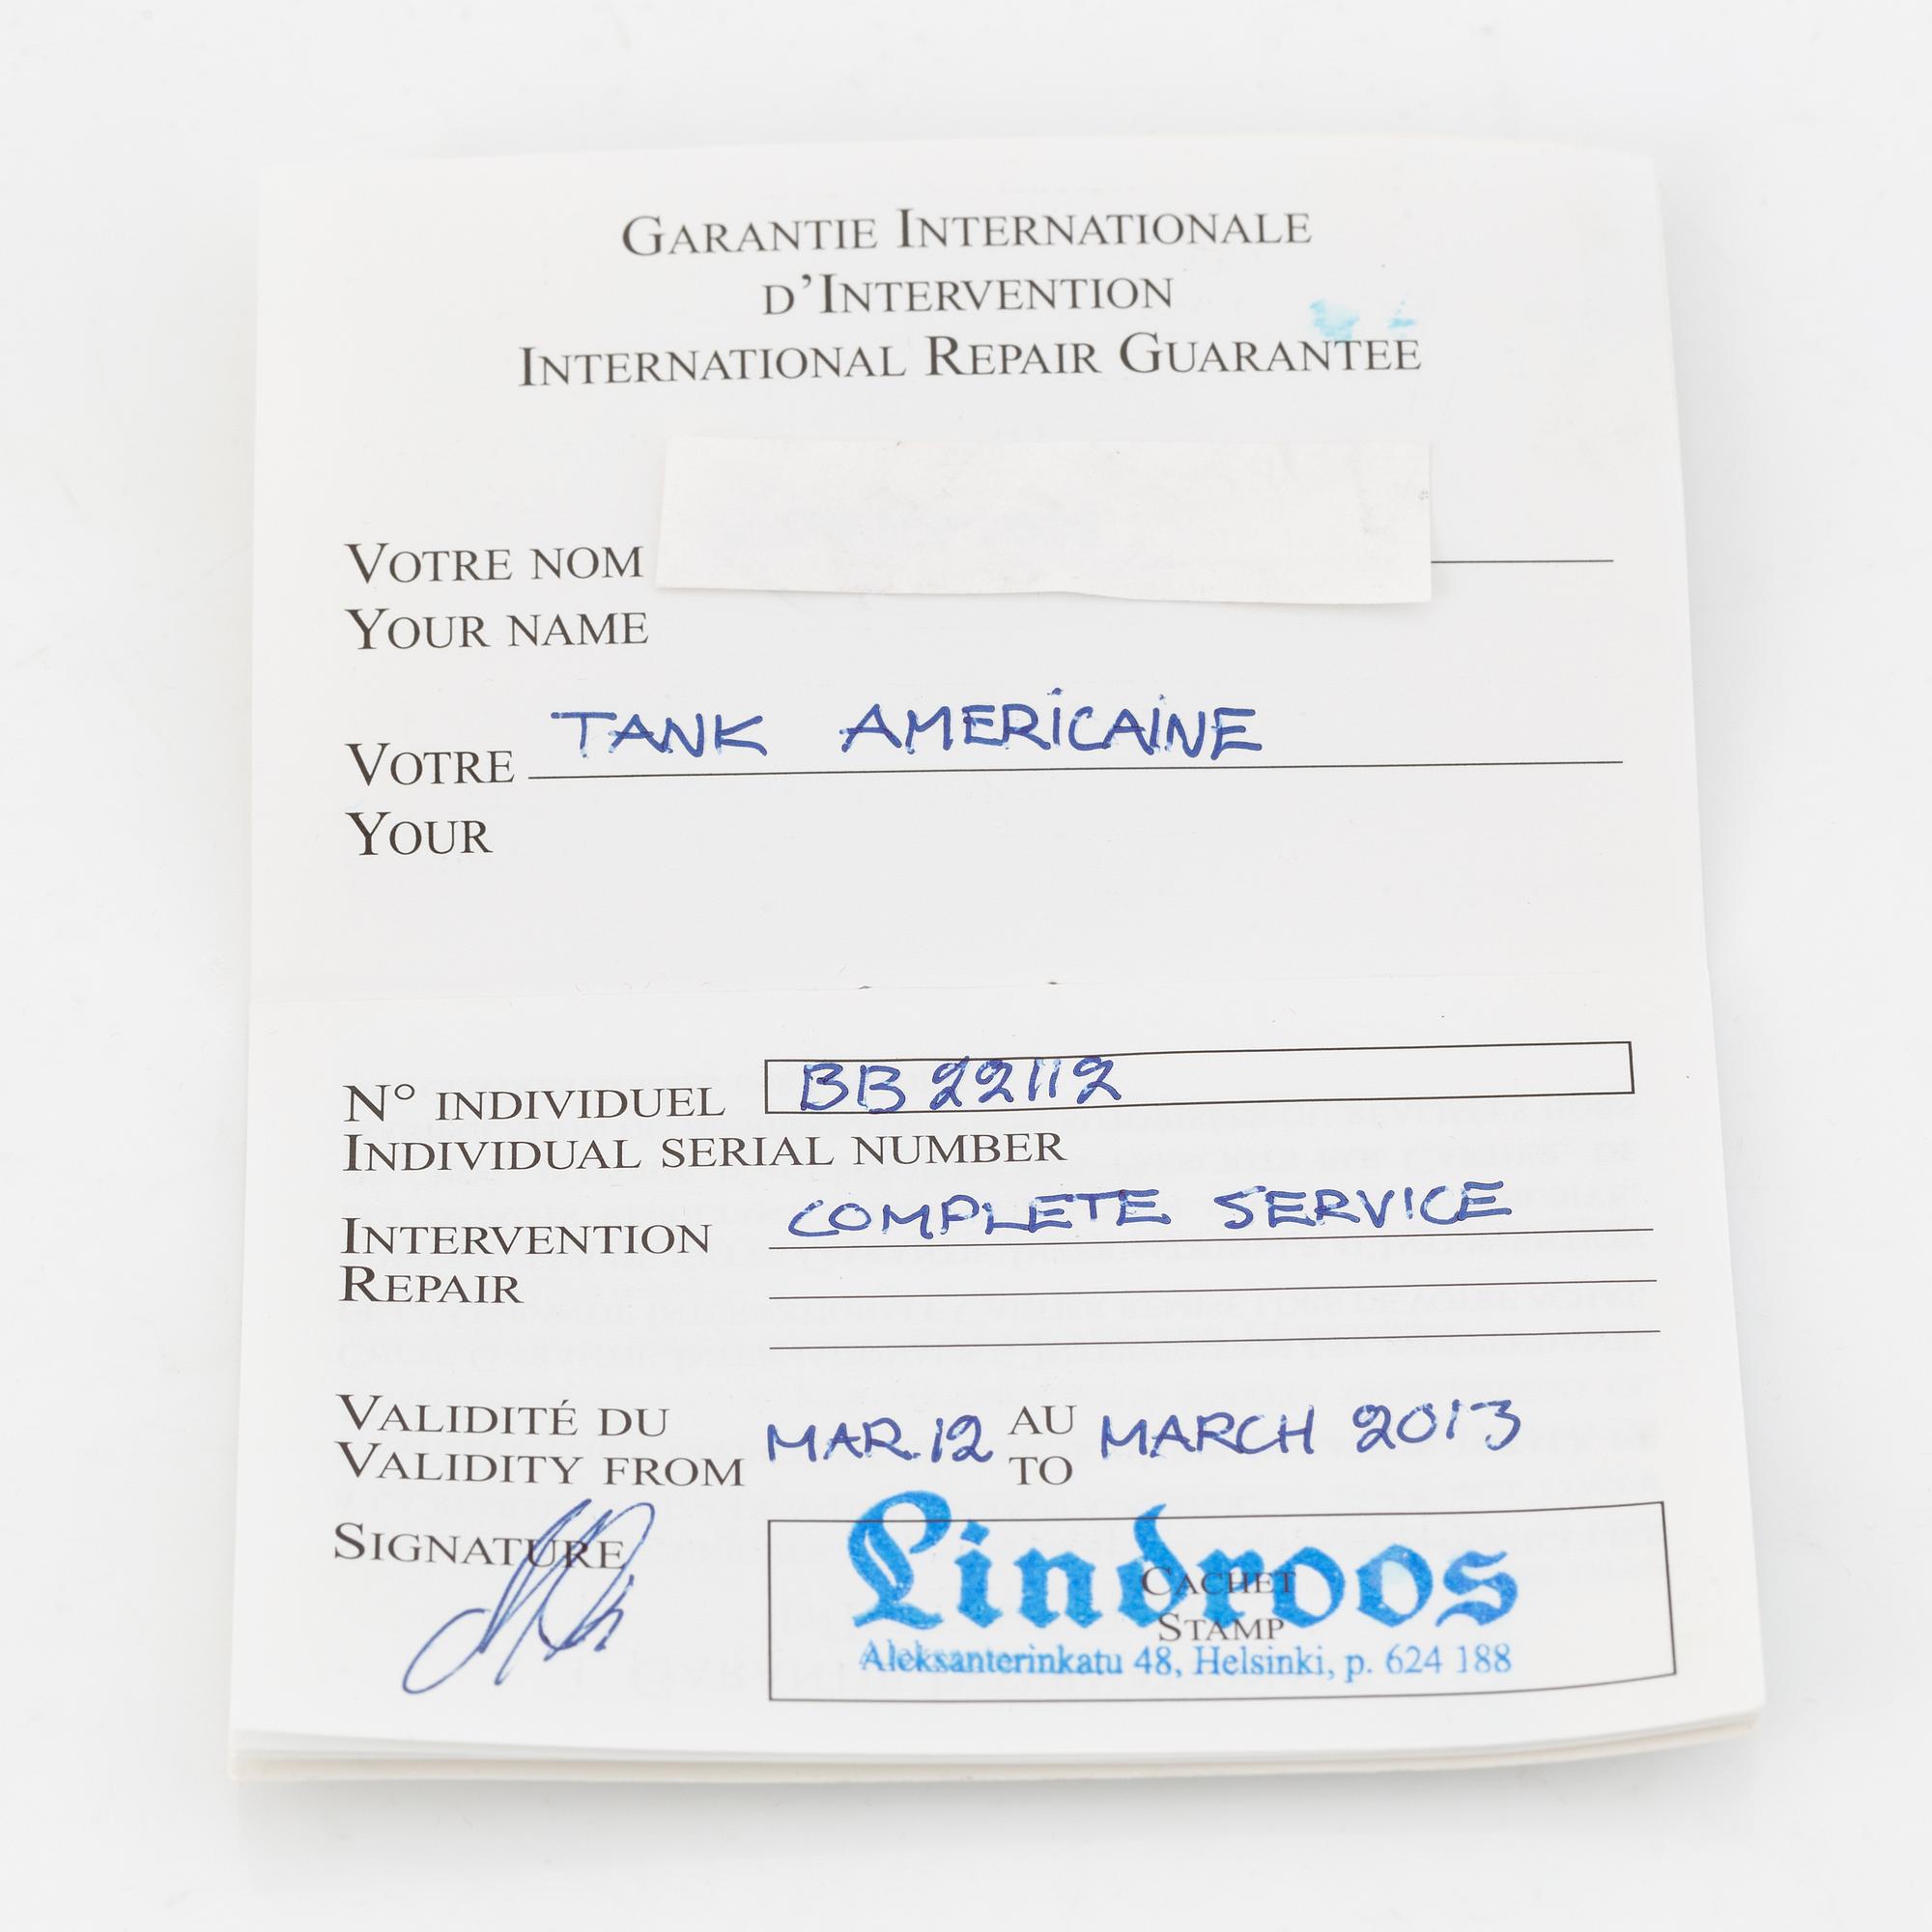 GARANTIE INTERNATIONALE
D'INTERVENTION
INTERNATIONAL REPAIR GUARANTEE
VOTRE NOM
YOUR NAME
VOTRE TANK AMERICAINE
YOUR
N° INDIVIDUEL BB 22112
INDIVIDUAL SERIAL NUMBER
INTERVENTION COMPLETE SERVICE
REPAIR
VALIDITÉ DU MAR.12 AU MARCH 2013
VALIDITY FROM TO
SIGNATURE
Lindroos
CACHET
STAMP
Aleksanterinkatu 48, Helsinki, p. 624 188